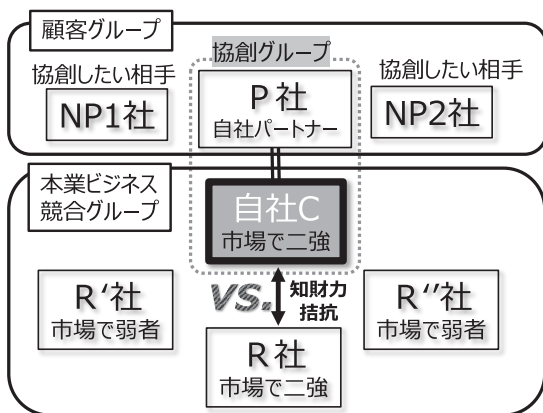 顧客グループ
協創グループ
協創したい相手
協創したい相手
NP1社
P社
自社パートナー
NP2社
本業ビジネス
競合グループ
自社C
市場で二強
R'社
市場で弱者
VS.
知財力
拮抗
R''社
市場で弱者
R社
市場で二強